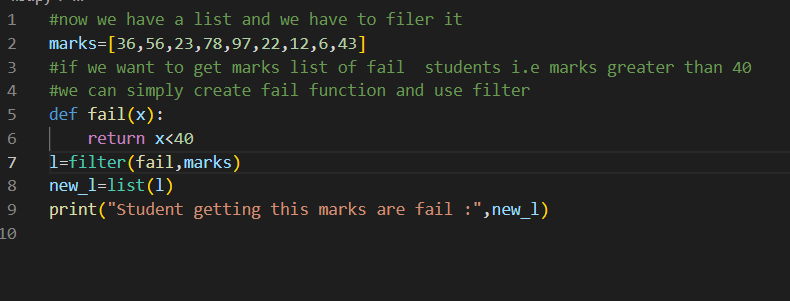 1 #now we have a list and we have to filer it
2 marks=[36,56,23,78,97,22,12,6,43]
3 #if we want to get marks list of fail  students i.e marks greater than 40
4 #we can simply create fail function and use filter
5 def fail(x):
6     return x<40
7 l=filter(fail,marks)
8 new_l=list(l)
9 print("Student getting this marks are fail :",new_l)
10